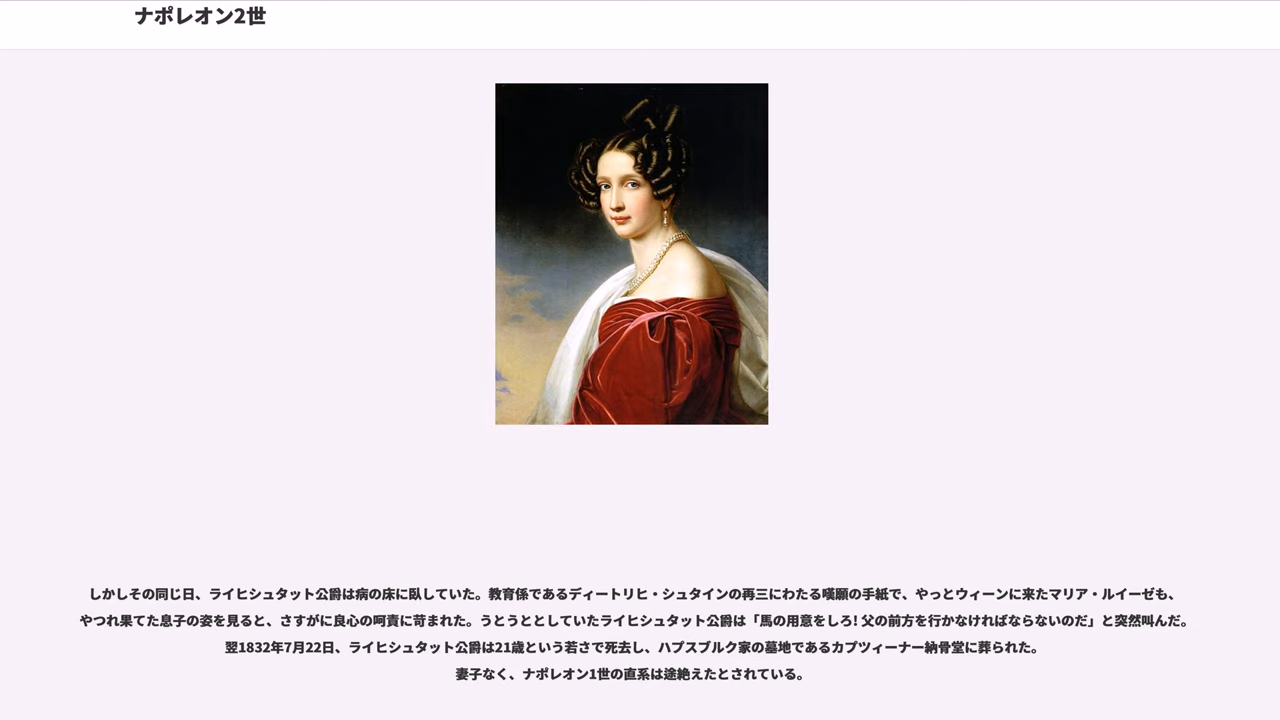 ナポレオン2世
しかしその同じ日、ライヒシュタット公爵は病の床に臥していた。教育係であるディートリヒ・シュタインの再三にわたる嘆願の手紙で、やっとウィーンに来たマリア・ルイーゼも、
やつれ果てた息子の姿を見ると、さすがに良心の呵責に苛まれた。うとうととしていたライヒシュタット公爵は「馬の用意をしろ! 父の前方を行かなければならないのだ」と突然叫んだ。
翌1832年7月22日、ライヒシュタット公爵は21歳という若さで死去し、ハプスブルク家の墓地であるカプツィーナー納骨堂に葬られた。
妻子なく、ナポレオン1世の直系は途絶えたとされている。